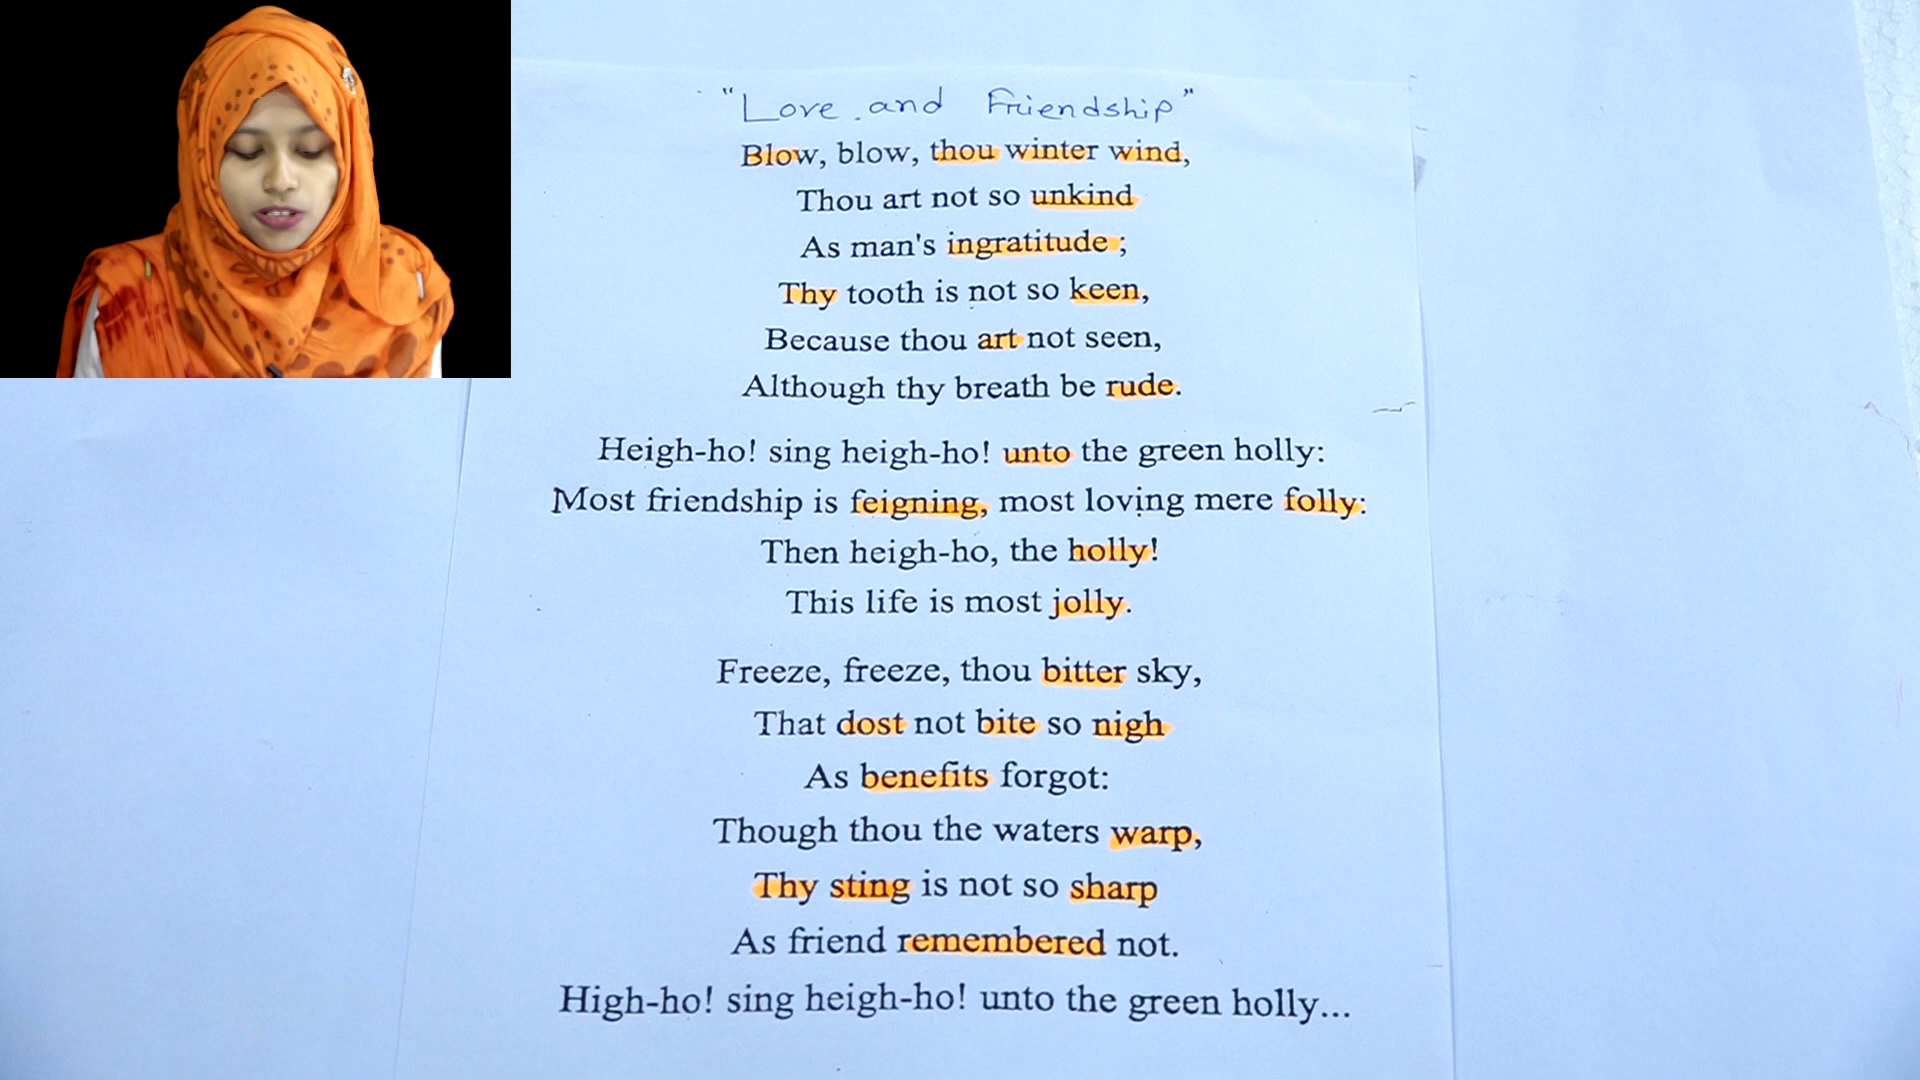 "Love and Friendship"
Blow, blow, thou winter wind,
Thou art not so unkind
As man's ingratitude ;
Thy tooth is not so keen,
Because thou art not seen,
Although thy breath be rude.
Heigh-ho! sing heigh-ho! unto the green holly:
Most friendship is feigning, most loving mere folly:
Then heigh-ho, the holly!
This life is most jolly.
Freeze, freeze, thou bitter sky,
That dost not bite so nigh
As benefits forgot:
Though thou the waters warp,
Thy sting is not so sharp
As friend remembered not.
High-ho! sing heigh-ho! unto the green holly...